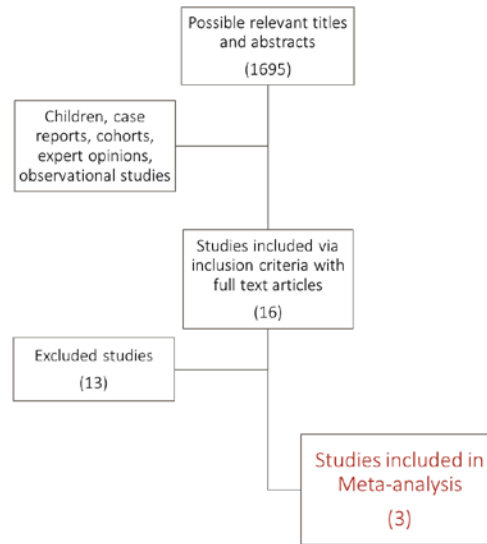 Possible relevant titles
and abstracts
(1695)
Children, case
reports, cohorts,
expert opinions,
observational studies
Studies included via
inclusion criteria with
full text articles
(16)
Excluded studies
(13)
Studies included in
Meta-analysis
(3)